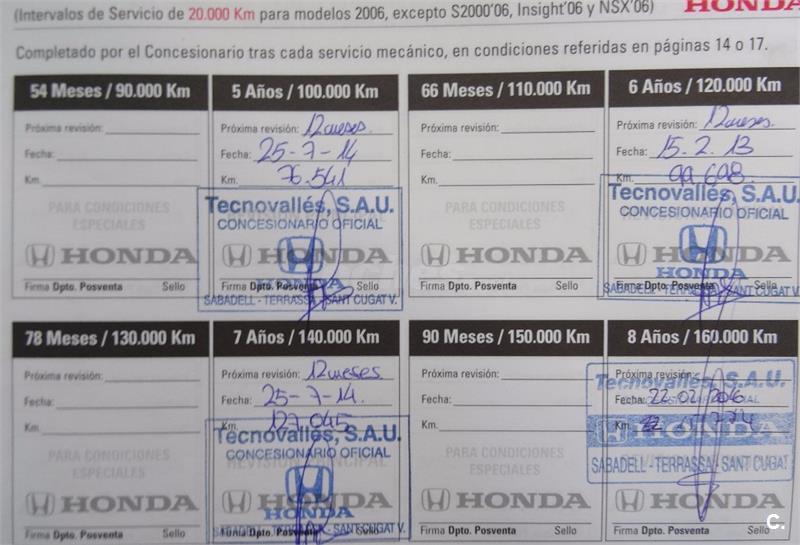 (Intervalos de Servicio de 20.000 Km para modelos 2006, excepto S2000'06, Insight'06 y NSX'06)
HONDA
Completado por el Concesionario tras cada servicio mecánico, en condiciones referidas en páginas 14 o 17.
54 Meses / 90.000 Km
Próxima revisión:
Fecha:
Km.
PARA CONDICIONES
ESPECIALES
HONDA
Firma Dpto. Posventa Sello
5 Años / 100.000 Km
Próxima revisión: 12 meses.
Fecha: 25-7-14
Km. 76.541
Tecnovallés, S.A.U.
CONCESIONARIO OFICIAL
HONDA
HONDA
Firma Dpto. Posventa
SABADELL - TERRASSA - SANT CUGAT V.
66 Meses / 110.000 Km
Próxima revisión:
Fecha:
Km.
PARA CONDICIONES
ESPECIALES
HONDA
Firma Dpto. Posventa Sello
6 Años / 120.000 Km
Próxima revisión: 12 meses.
Fecha: 15.2.13
Km. 99.698.
Tecnovallés, S.A.U.
CONCESIONARIO OFICIAL
HONDA
HONDA
Firma Dpto. Sello
SABADELL - TERRASSA - SANT CUGAT V.
78 Meses / 130.000 Km
Próxima revisión:
Fecha:
Km.
PARA CONDICIONES
ESPECIALES
HONDA
Firma Dpto. Posventa Sello
7 Años / 140.000 Km
Próxima revisión: 12 meses
Fecha: 25-7-14.
Km. 127.045
Tecnovallés, S.A.U.
CONCESIONARIO OFICIAL
HONDA
HONDA
SABADELL - TERRASSA - SANT CUGAT V.
Firma Dpto. Posventa Sello
90 Meses / 150.000 Km
Próxima revisión:
Fecha:
Km.
PARA CONDICIONES
ESPECIALES
HONDA
Firma Dpto. Posventa Sello
8 Años / 160.000 Km
Próxima revisión:
Tecnovallés, S.A.U.
Fecha: 22 02
Km.
HONDA
SABADELL - TERRASSA - SANT CUGAT
HONDA
Firma Dpto. Posventa Sello
C.